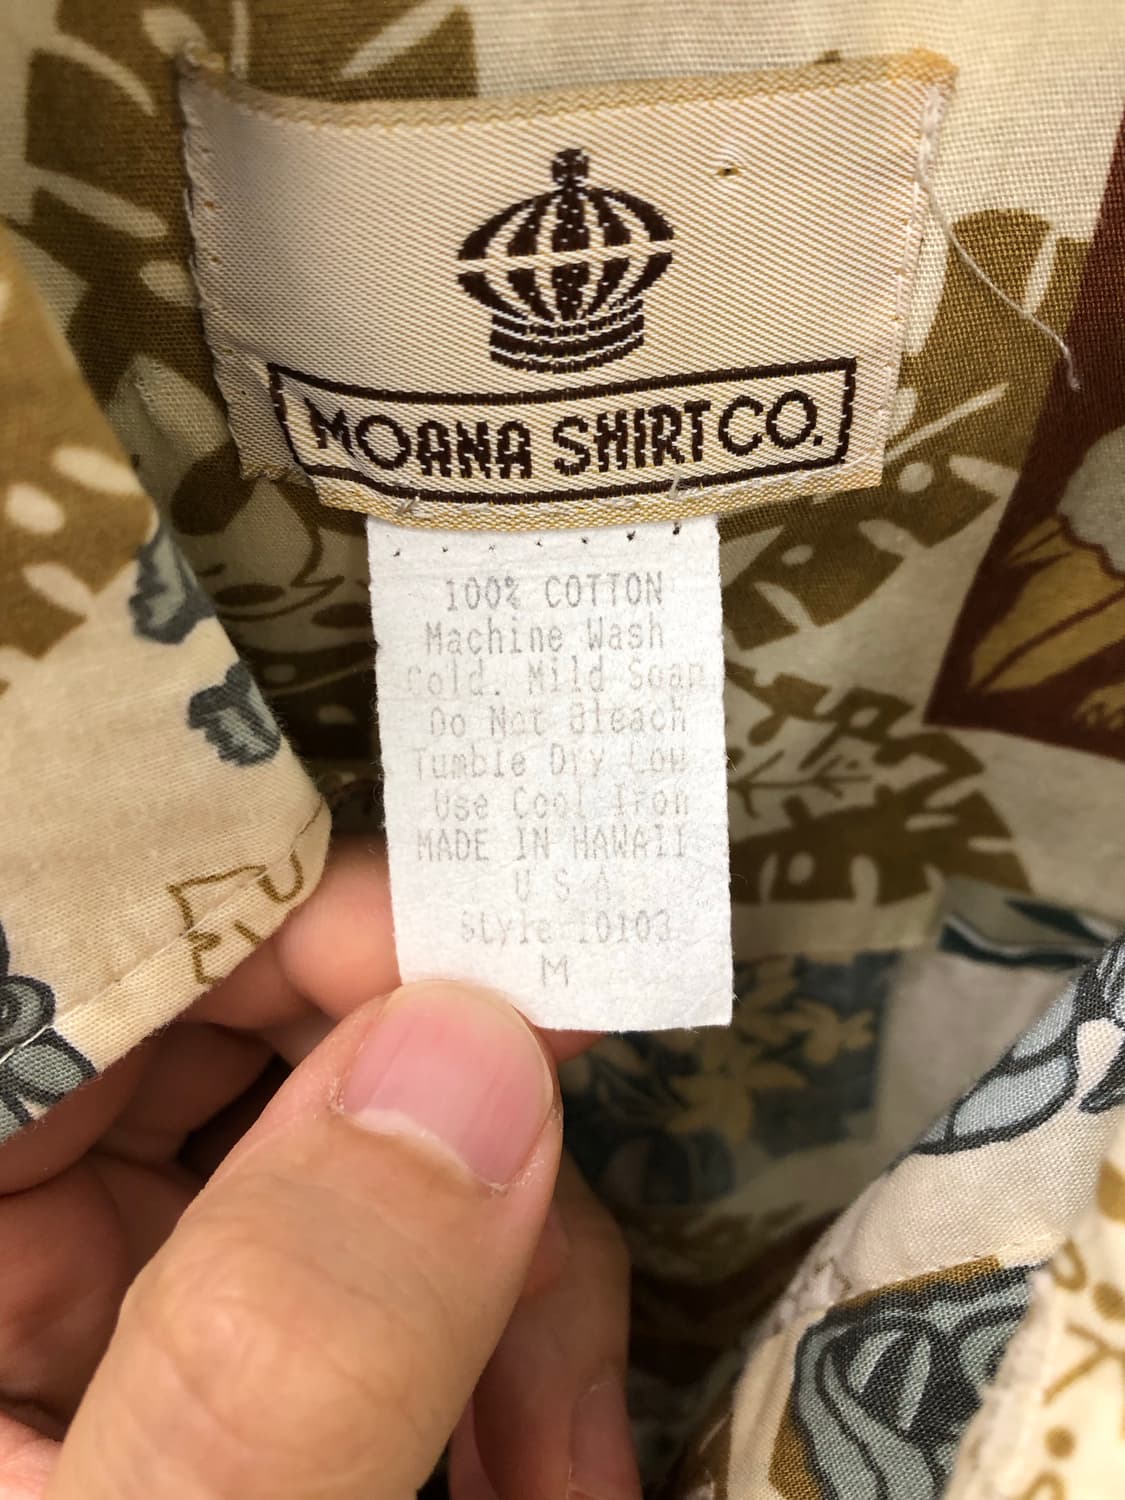 MOANA SHIRT CO.
100% COTTON
Machine Wash
Cold. Mild Soap
Do Not Bleach
Tumble Dry Low
Use Cool Iron
MADE IN HAWAII
U S A
Style 10103
M